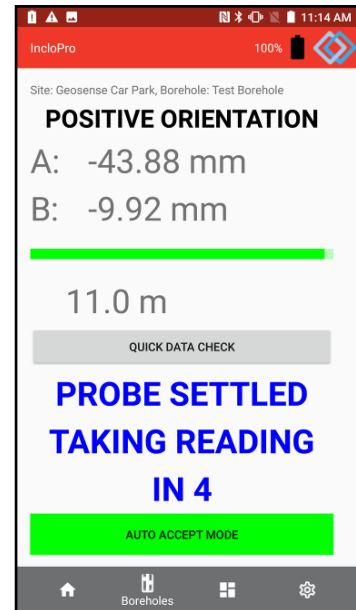 11:14 AM
IncloPro
100%
Site: Geosense Car Park, Borehole: Test Borehole
POSITIVE ORIENTATION
A: -43.88 mm
B: -9.92 mm
11.0 m
QUICK DATA CHECK
PROBE SETTLED
TAKING READING
IN 4
AUTO ACCEPT MODE
Boreholes